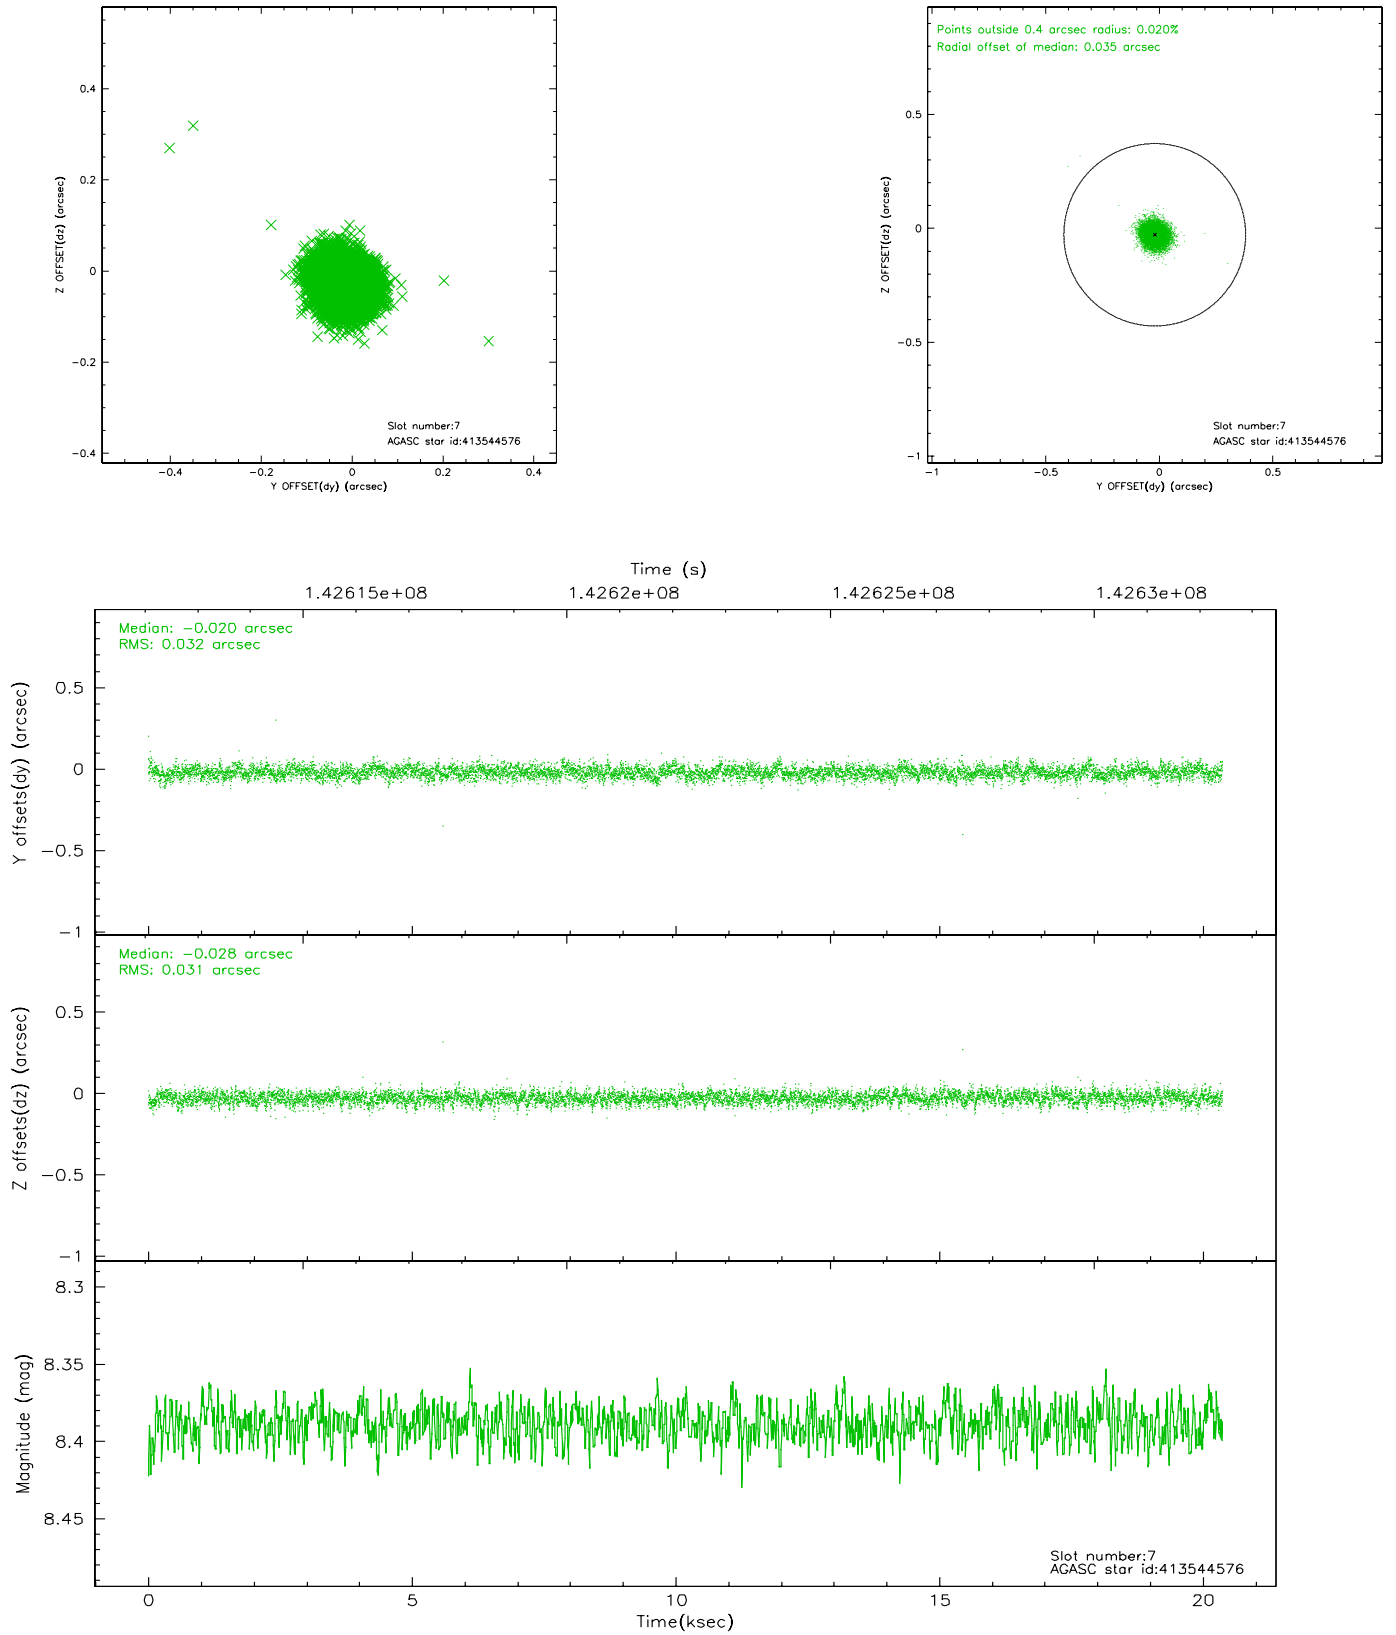 0.4
0.2
0
−0.2
−0.4
−0.4
−0.2
0
0.2
0.4
Z OFFSET(dz) (arcsec)
Y OFFSET(dy) (arcsec)
Slot number:7
AGASC star id:413544576
Points outside 0.4 arcsec radius: 0.020%
Radial offset of median: 0.035 arcsec
0.5
0
−0.5
−1
−1
−0.5
0
0.5
Z OFFSET(dz) (arcsec)
Y OFFSET(dy) (arcsec)
Slot number:7
AGASC star id:413544576
Time (s)
1.42615e+08
1.4262e+08
1.42625e+08
1.4263e+08
Median: −0.020 arcsec
RMS: 0.032 arcsec
0.5
0
−0.5
−1
Y offsets(dy) (arcsec)
Median: −0.028 arcsec
RMS: 0.031 arcsec
0.5
0
−0.5
−1
Z offsets(dz) (arcsec)
8.3
8.35
8.4
8.45
Magnitude (mag)
Slot number:7
AGASC star id:413544576
0
5
10
15
20
Time(ksec)